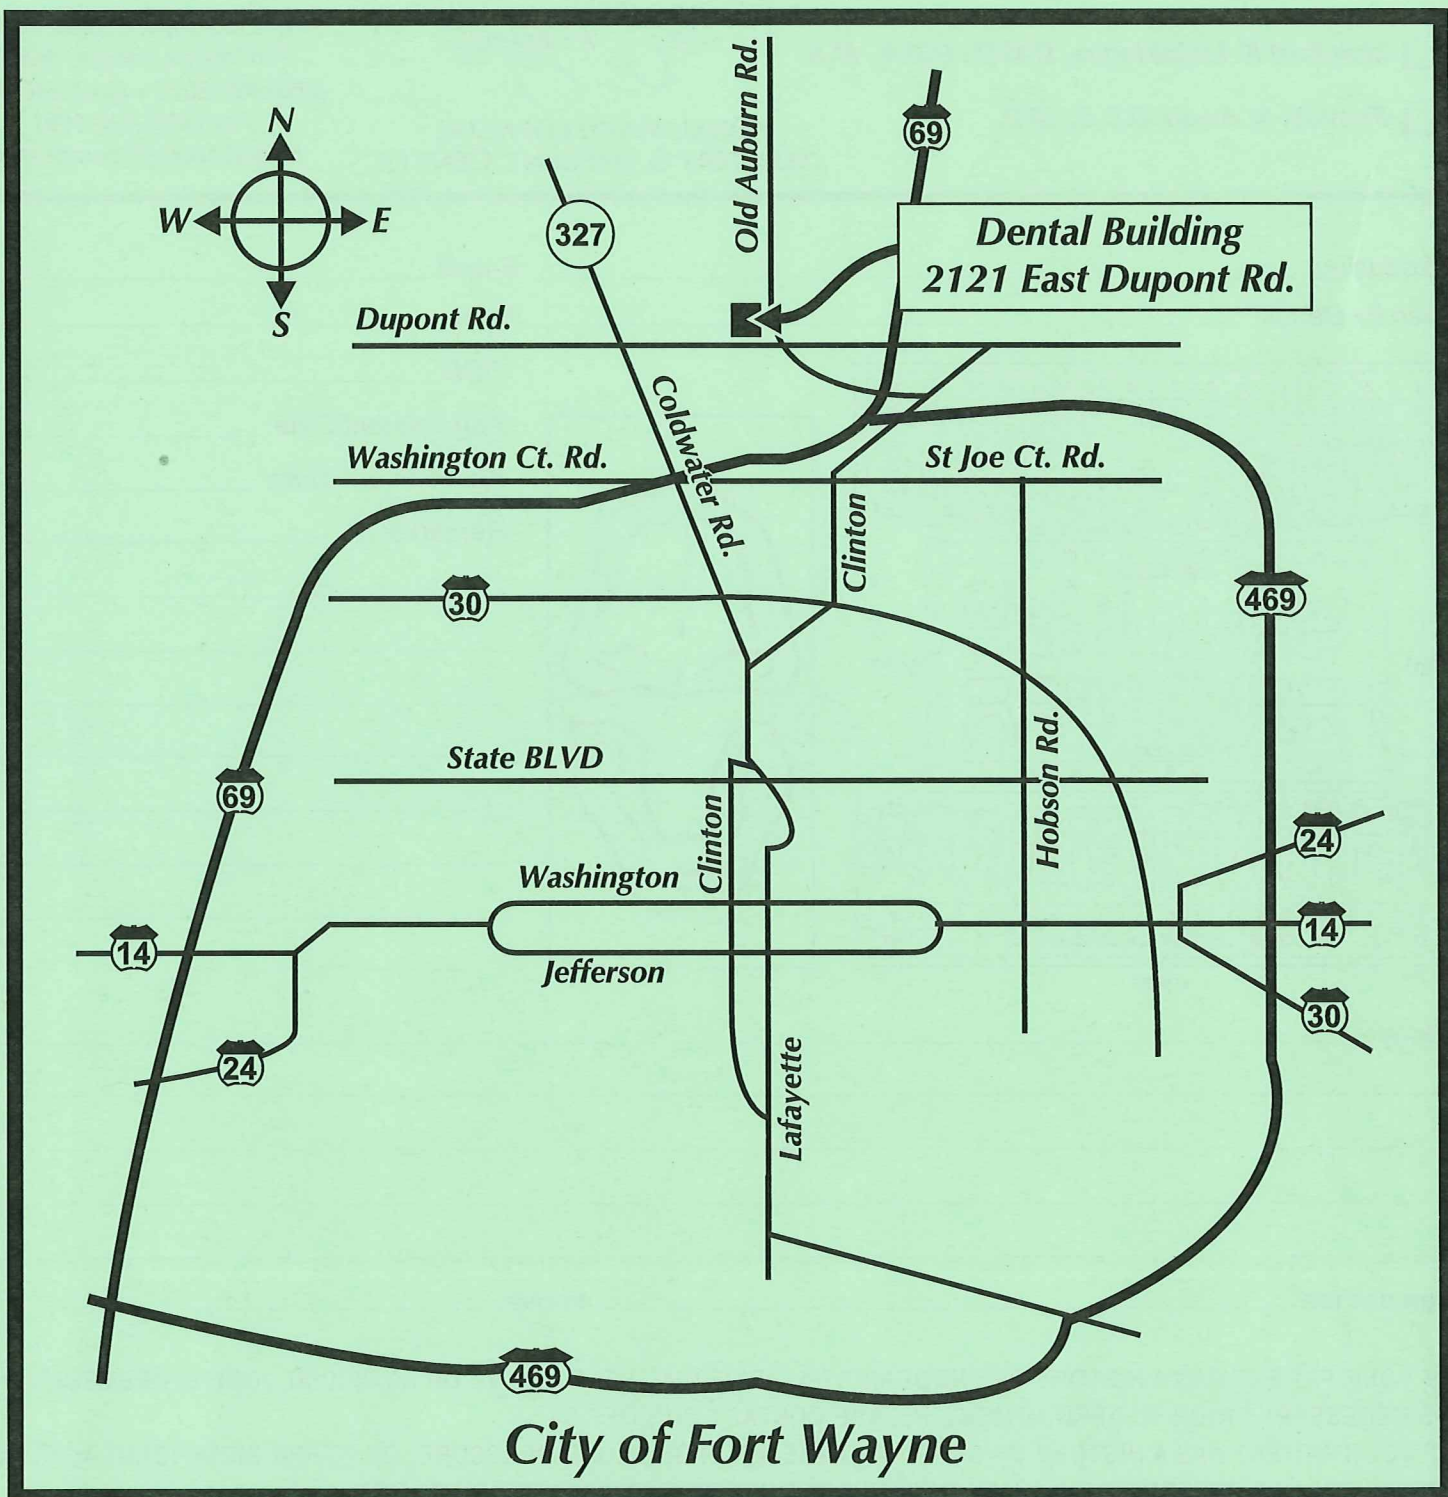 Old Auburn Rd.
69
N
W
E
S
327
Dental Building
2121 East Dupont Rd.
Dupont Rd.
Coldwater Rd.
Washington Ct. Rd.
St Joe Ct. Rd.
Clinton
30
469
69
State BLVD
Hobson Rd.
Clinton
24
Washington
14
14
Jefferson
30
24
Lafayette
469
City of Fort Wayne